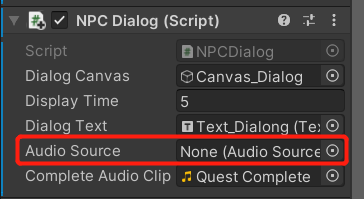 NPC Dialog (Script)
Script NPCDialog
Dialog Canvas Canvas_Dialog
Display Time 5
Dialog Text Text_Dialong (Te
Audio Source None (Audio Source
Complete Audio Clip Quest Complete